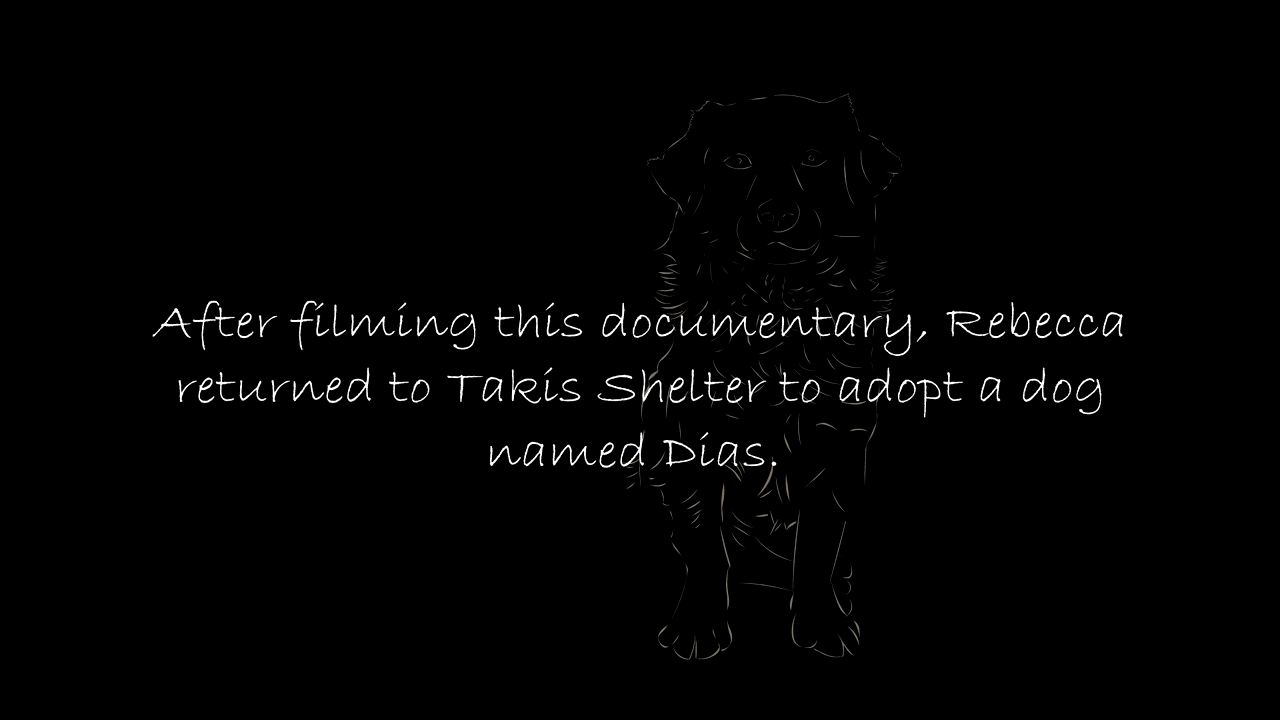 After filming this documentary, Rebecca
returned to Takis Shelter to adopt a dog
named Dias.